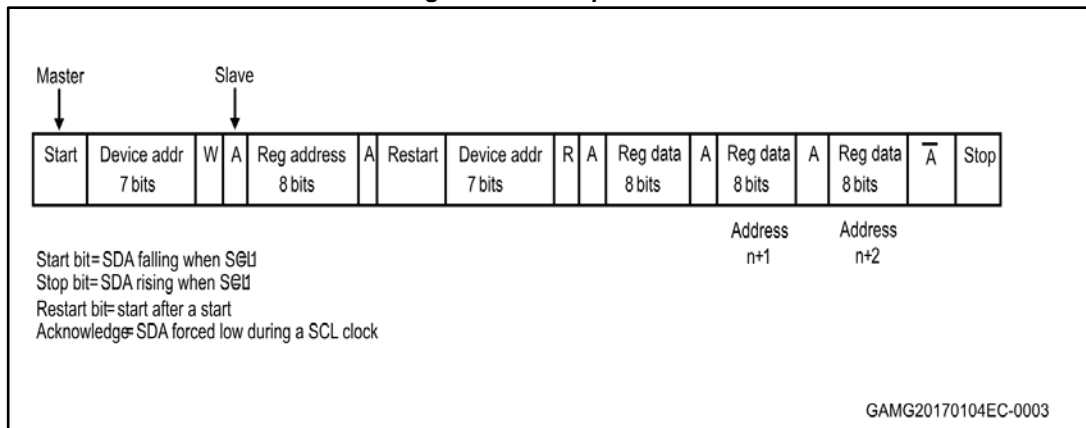 Master Slave
Start Device addr W A Reg address A Restart Device addr R A Reg data A Reg data A Reg data A Stop
7 bits 8 bits 7 bits 8 bits 8 bits 8 bits
Address Address
n+1 n+2
Start bit= SDA falling when
Stop bit= SDA rising when
Restart bit= start after a start
Acknowledge= SDA forced low during a SCL clock
GAMG20170104EC-0003